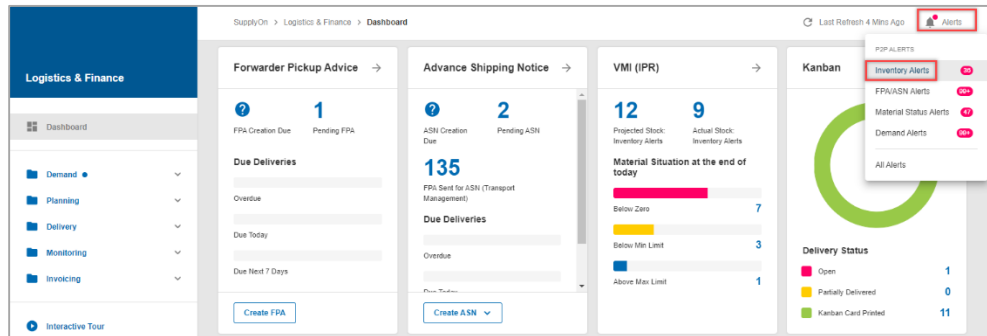 SupplyOn > Logistics & Finance > Dashboard
Last Refresh 4 Mins Ago
Alerts
Logistics & Finance
Dashboard
Demand
Planning
Delivery
Monitoring
Invoicing
Interactive Tour
Forwarder Pickup Advice
?
1
FPA Creation Due
Pending FPA
Due Deliveries
Overdue
Due Today
Due Next 7 Days
Create FPA
Advance Shipping Notice
?
2
ASN Creation
Due
Pending ASN
135
FPA Sent for ASN (Transport
Management)
Due Deliveries
Overdue
Due Today
Create ASN
VMI (IPR)
12
9
Projected Stock:
Inventory Alerts
Actual Stock:
Inventory Alerts
Material Situation at the end of
today
Below Zero
7
Below Min Limit
3
Above Max Limit
1
Kanban
Delivery Status
Open
1
Partially Delivered
0
Kanban Card Printed
11
P2P ALERTS
Inventory Alerts
36
FPA/ASN Alerts
99+
Material Status Alerts
47
Demand Alerts
99+
All Alerts